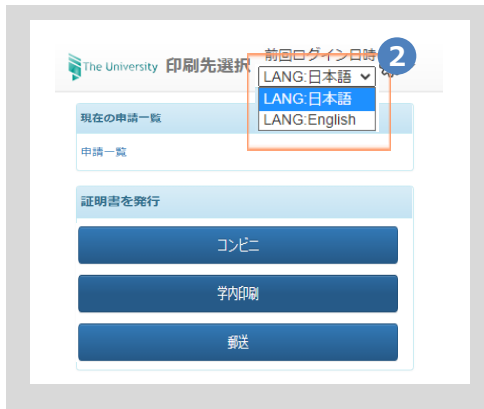 前回ログイン日時
2
The University 印刷先選択
LANG:日本語
LANG:日本語
LANG:English
現在の申請一覧
申請一覧
証明書を発行
コンビニ
学内印刷
郵送